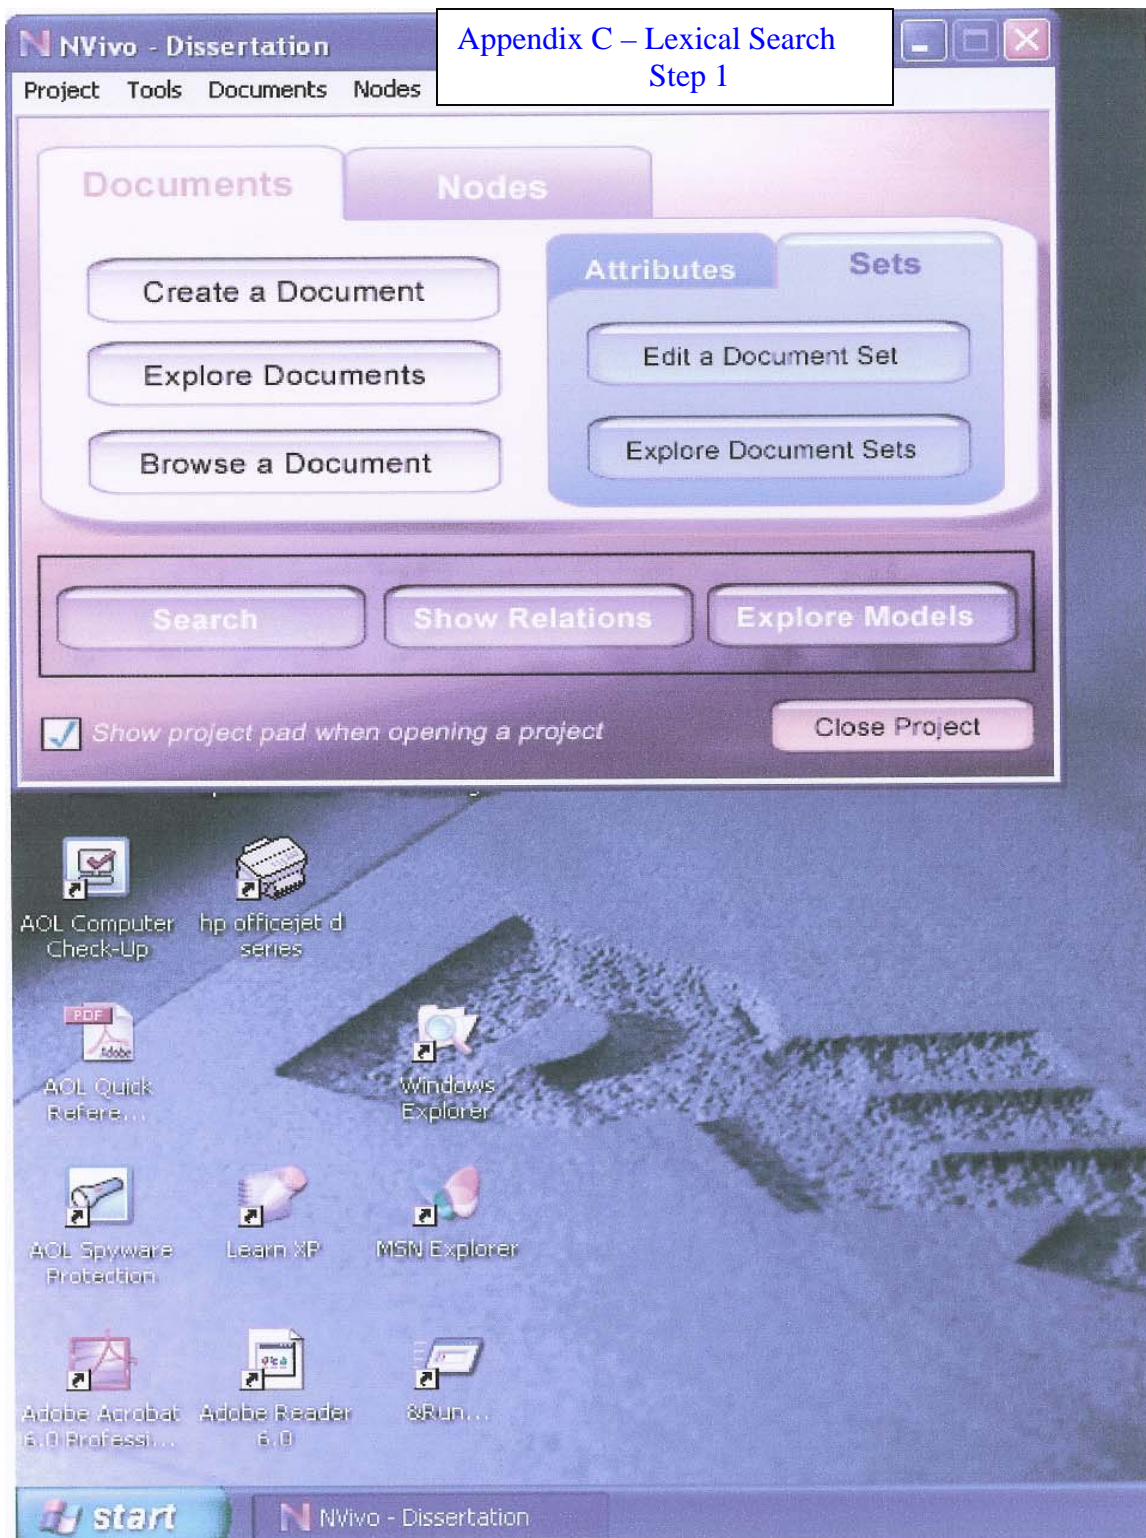 NVivo - Dissertation
Appendix C – Lexical Search
Step 1
Project Tools Documents Nodes
Documents
Nodes
Create a Document
Explore Documents
Browse a Document
Attributes
Sets
Edit a Document Set
Explore Document Sets
Search
Show Relations
Explore Models
Show project pad when opening a project
Close Project
AOL Computer
Check-Up
hp officejet d
series
PDF
Adobe
AOL Quick
Refere...
Windows
Explorer
AOL Spyware
Protection
Learn XP
MSN Explorer
Adobe Acrobat
6.0 Professi...
Adobe Reader
6.0
&Run...
start
NVivo - Dissertation